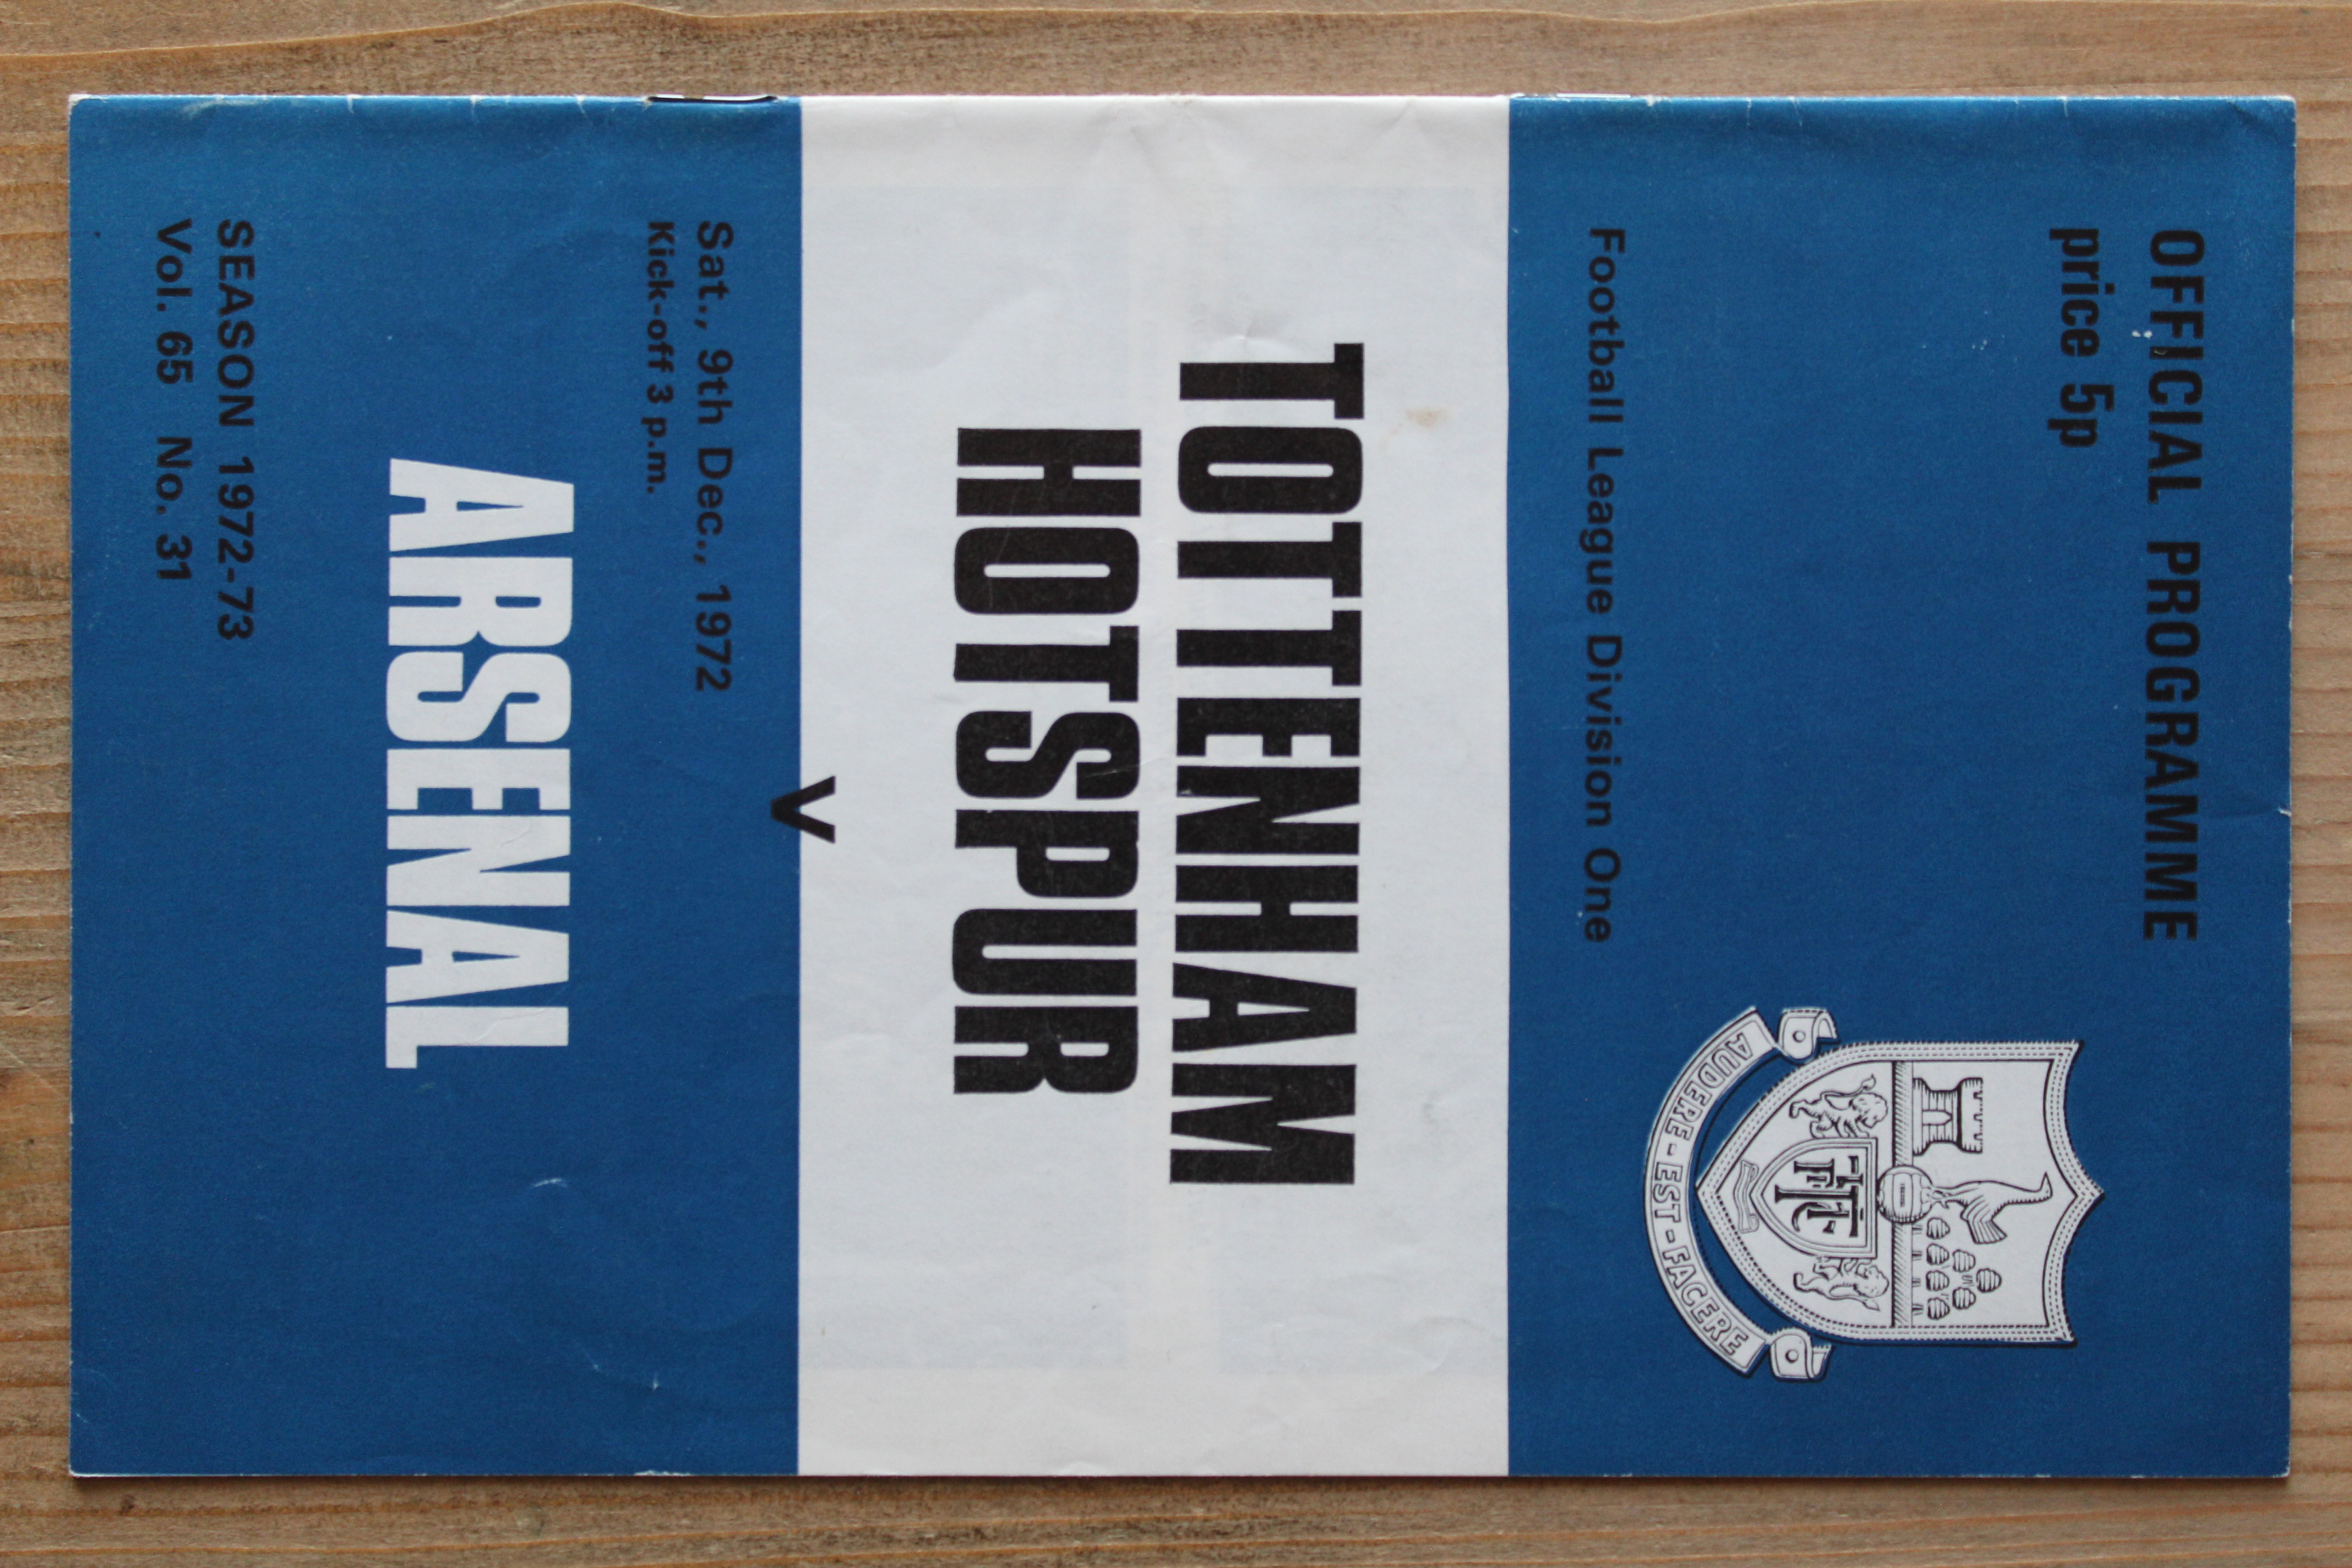 OFFICIAL PROGRAMME
price 5p
THFC
AUDERE - EST - FACERE
Football League Division One
TOTTENHAM
HOTSPUR
v
Sat., 9th Dec., 1972
Kick-off 3 p.m.
ARSENAL
SEASON 1972-73
Vol. 65 No. 31